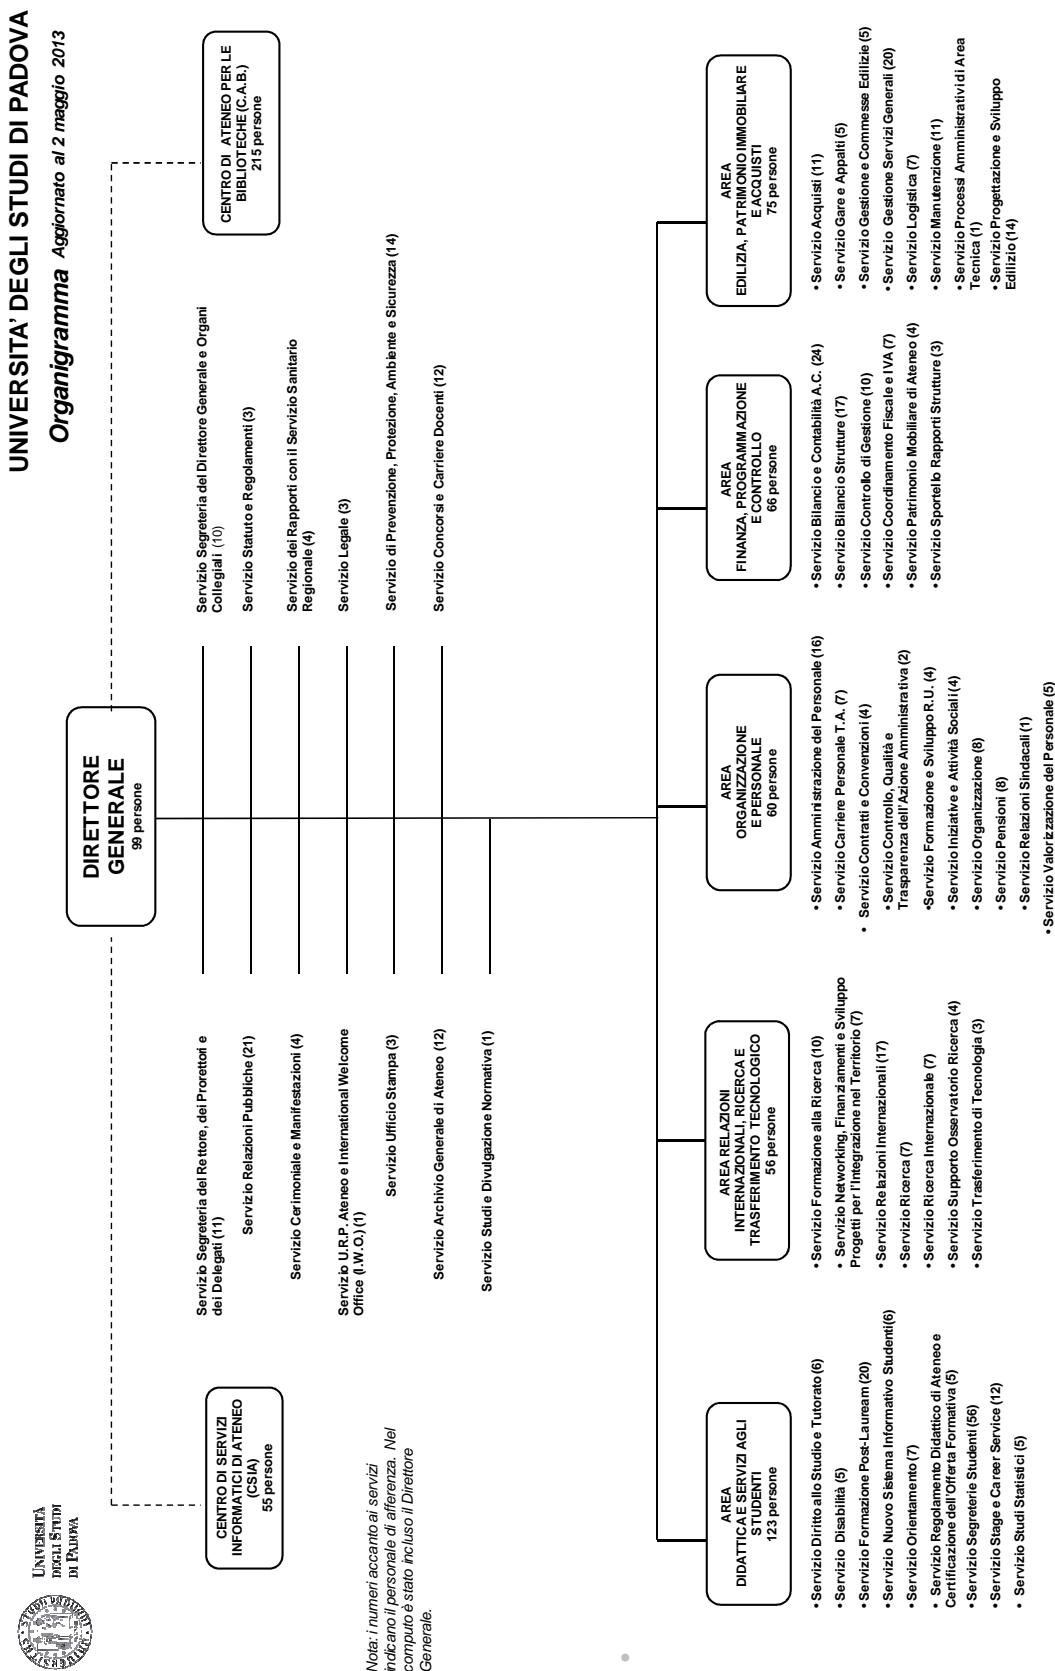 UNIVERSITÀ
DEGLI STUDI
DI PADOVA
UNIVERSITA' DEGLI STUDI DI PADOVA
Organigramma Aggiornato al 2 maggio 2013
DIRETTORE
GENERALE
99 persone
CENTRO DI SERVIZI
INFORMATICI DI ATENEO
(CSIA)
55 persone
CENTRO DI ATENEO PER LE
BIBLIOTECHE (C.A.B.)
215 persone
Servizio Segreteria del Rettore, dei Prorettori e
dei Delegati (11)
Servizio Relazioni Pubbliche (21)
Servizio Cerimoniale e Manifestazioni (4)
Servizio U.R.P. Ateneo e International Welcome
Office (I.W.O.) (1)
Servizio Ufficio Stampa (3)
Servizio Archivio Generale di Ateneo (12)
Servizio Studi e Divulgazione e Normativa (1)
Servizio Segreteria del Direttore Generale e Organi
Collegiali (10)
Servizio Statuto e Regolamenti (3)
Servizio dei Rapporti con il Servizio Sanitario
Regionale (4)
Servizio Legale (3)
Servizio di Prevenzione, Protezione, Ambiente e Sicurezza (14)
Servizio Concorsi e Carriere Docenti (12)
Nota: i numeri accanto ai servizi
indicano il personale di afferenza. Nel
computo è stato incluso il Direttore
Generale.
AREA
DIDATTICA E SERVIZI AGLI
STUDENTI
123 persone
• Servizio Diritto allo Studio e Tutorato (6)
• Servizio Disabilità (5)
• Servizio Formazione Post-Lauream (20)
• Servizio Nuovo Sistema Informativo Studenti(6)
• Servizio Orientamento (7)
• Servizio Regolamento Didattico di Ateneo e
Certificazione dell'Offerta Formativa (5)
• Servizio Segreterie Studenti (56)
• Servizio Stage e Career Service (12)
• Servizio Studi Statistici (5)
AREA RELAZIONI
INTERNAZIONALI, RICERCA E
TRASFERIMENTO TECNOLOGICO
56 persone
• Servizio Formazione alla Ricerca (10)
• Servizio Networking, Finanziamenti e Sviluppo
Progetti per l'Integrazione nel Territorio (7)
• Servizio Relazioni Internazionali (17)
• Servizio Ricerca (7)
• Servizio Ricerca Internazionale (7)
• Servizio Supporto Osservatorio Ricerca (4)
• Servizio Trasferimento di Tecnologia (3)
AREA
ORGANIZZAZIONE
E PERSONALE
60 persone
• Servizio Amministrazione del Personale (16)
• Servizio Carriere Personale T.A. (7)
• Servizio Contratti e Convenzioni (4)
• Servizio Controllo, Qualità e
Trasparenza dell'Azione Amministrativa (2)
•Servizio Formazione e Sviluppo R.U. (4)
• Servizio Iniziative e Attività Sociali (4)
• Servizio Organizzazione (8)
• Servizio Pensioni (8)
• Servizio Relazioni Sindacali (1)
• Servizio Valorizzazione del Personale (5)
AREA
FINANZA, PROGRAMMAZIONE
E CONTROLLO
66 persone
• Servizio Bilancio e Contabilità A.C. (24)
• Servizio Bilancio Strutture (17)
• Servizio Controllo di Gestione (10)
• Servizio Coordinamento Fiscale e IVA (7)
• Servizio Patrimonio Mobiliare di Ateneo (4)
• Servizio Sportello Rapporti Strutture (3)
AREA
EDILIZIA, PATRIMONIO IMMOBILIARE
E ACQUISTI
75 persone
• Servizio Acquisti (11)
• Servizio Gare e Appalti (5)
• Servizio Gestione e Commesse Edilizie (5)
• Servizio Gestione Servizi Generali (20)
• Servizio Logistica (7)
• Servizio Manutenzione (11)
• Servizio Processi Amministrativi di Area
Tecnica (1)
• Servizio Progettazione e Sviluppo
Edilizio (14)